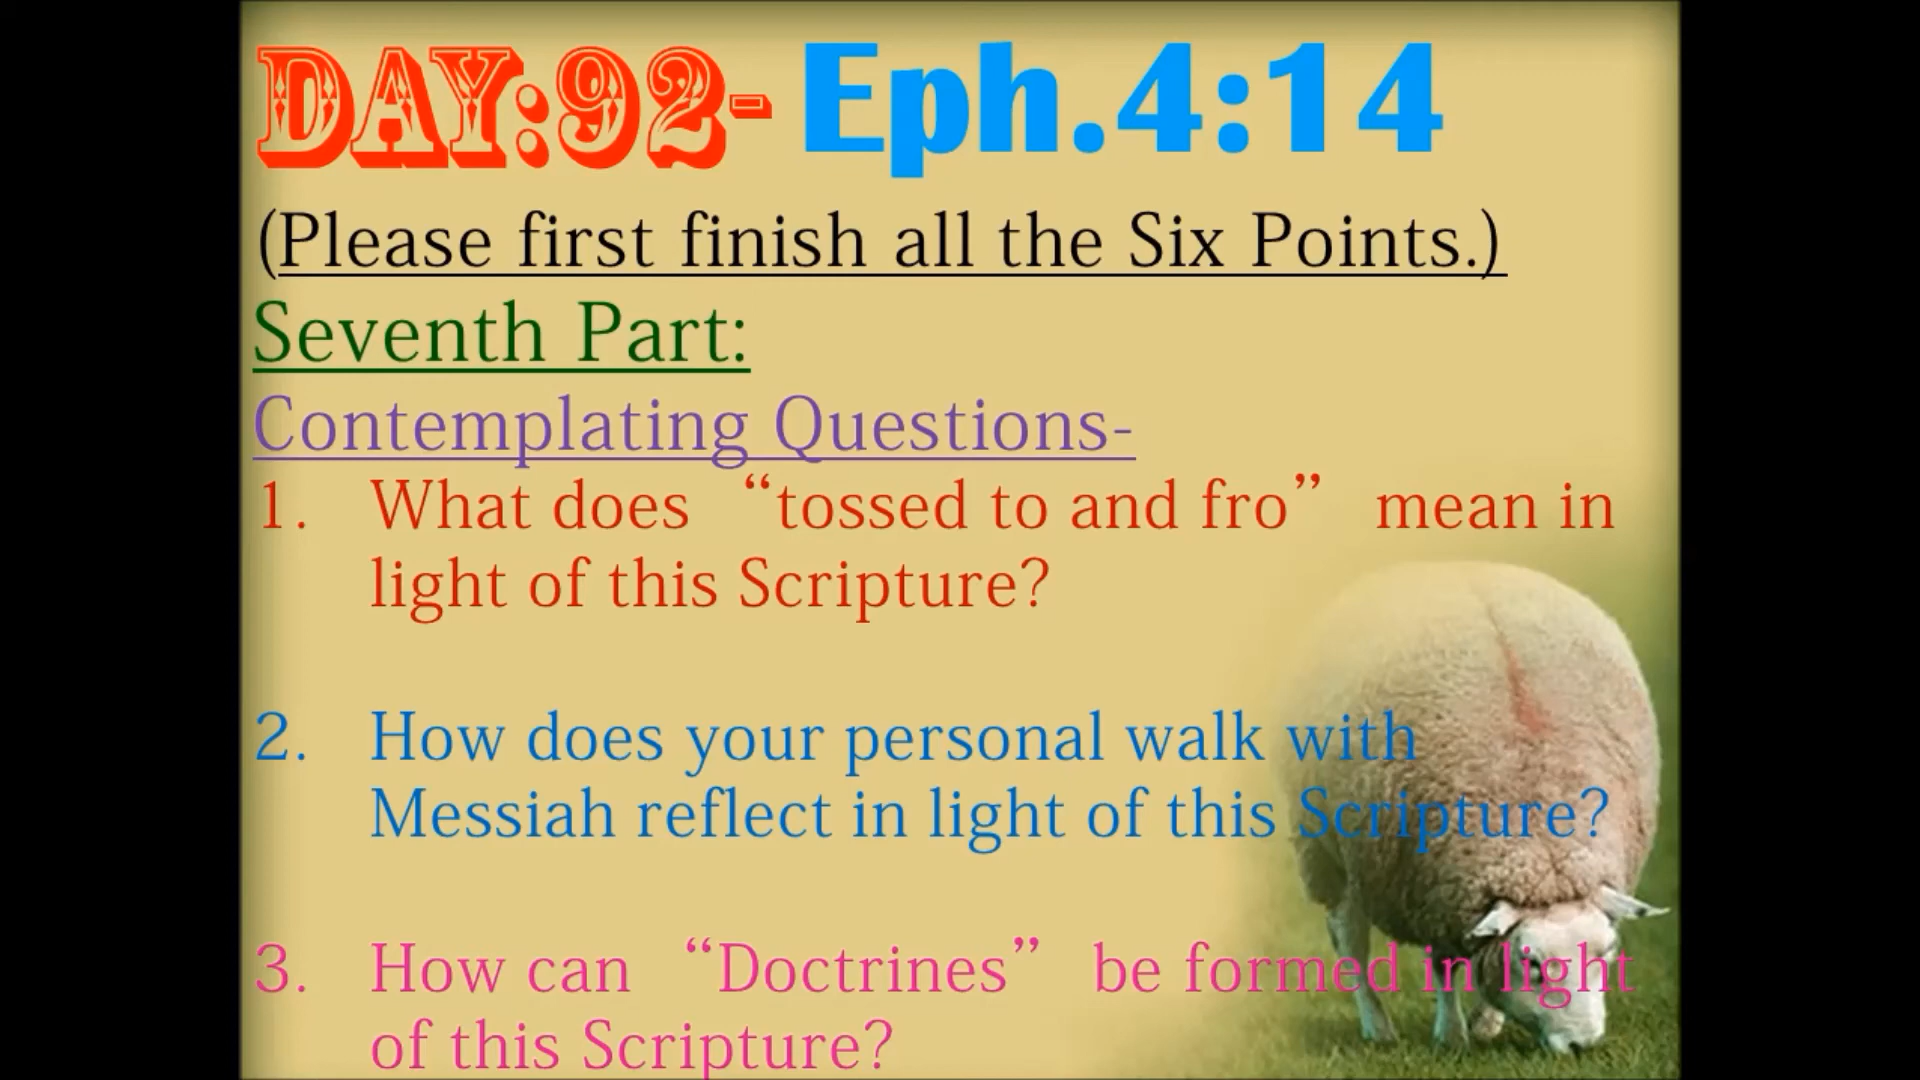 DAY:92- Eph.4:14
(Please first finish all the Six Points.)
Seventh Part:
Contemplating Questions-
1. What does “tossed to and fro” mean in
light of this Scripture?
2. How does your personal walk with
Messiah reflect in light of this Scripture?
3. How can “Doctrines” be formed in light
of this Scripture?